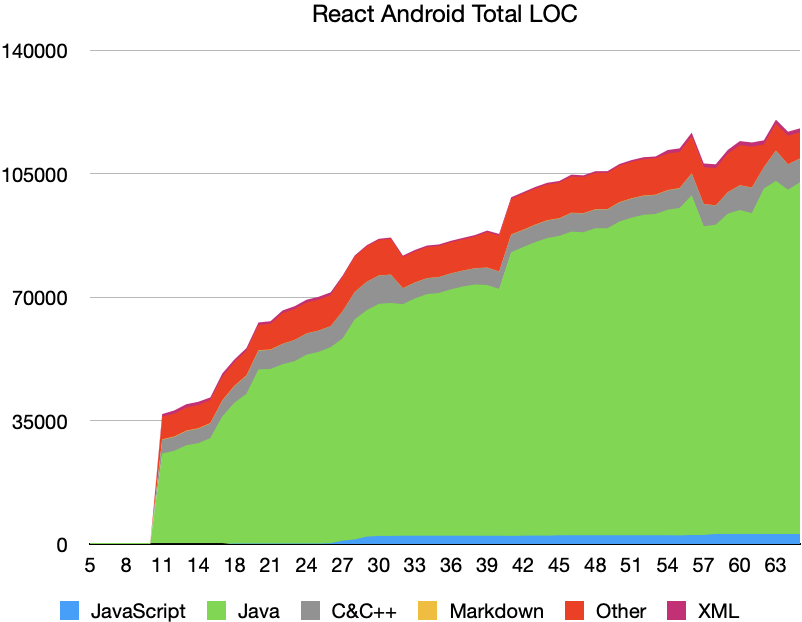 React Android Total LOC
140000
105000
70000
35000
0
5 8 11 14 18 21 24 27 30 33 36 39 42 45 48 51 54 57 60 63
JavaScript Java C&C++ Markdown Other XML